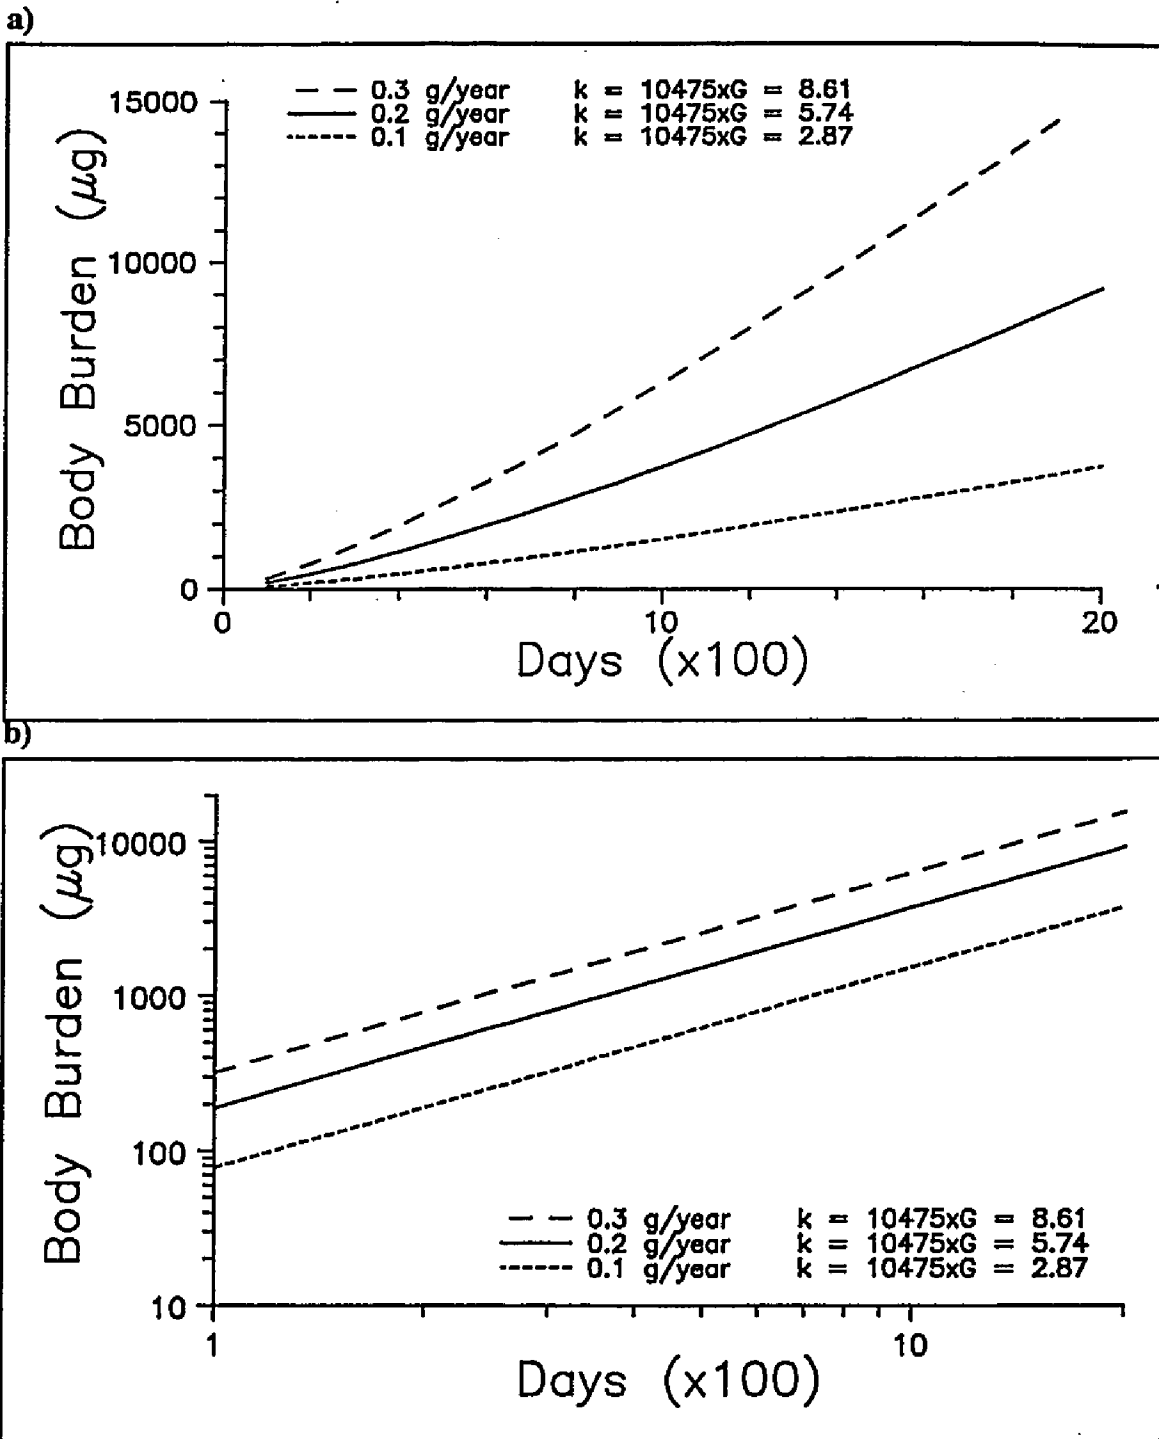 a)
15000
0.3 g/year k = 10475xG = 8.61
0.2 g/year k = 10475xG = 5.74
0.1 g/year k = 10475xG = 2.87
Body Burden (μg)
10000
5000
0
0 10 20
Days (x100)
b)
Body Burden (μg)
10000
1000
100
0.3 g/year k = 10475xG = 8.61
0.2 g/year k = 10475xG = 5.74
0.1 g/year k = 10475xG = 2.87
10
1 10
Days (x100)